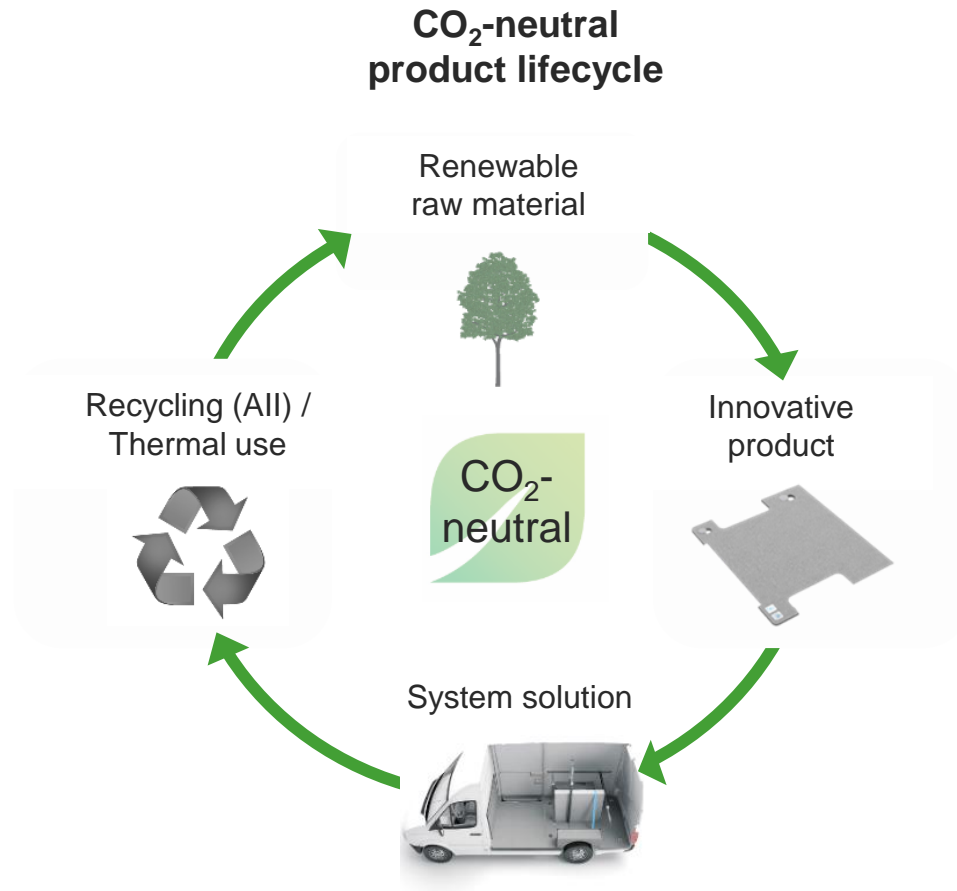 CO₂-neutral
product lifecycle
Renewable
raw material
Recycling (AII) /
Thermal use
Innovative
product
CO₂-
neutral
System solution